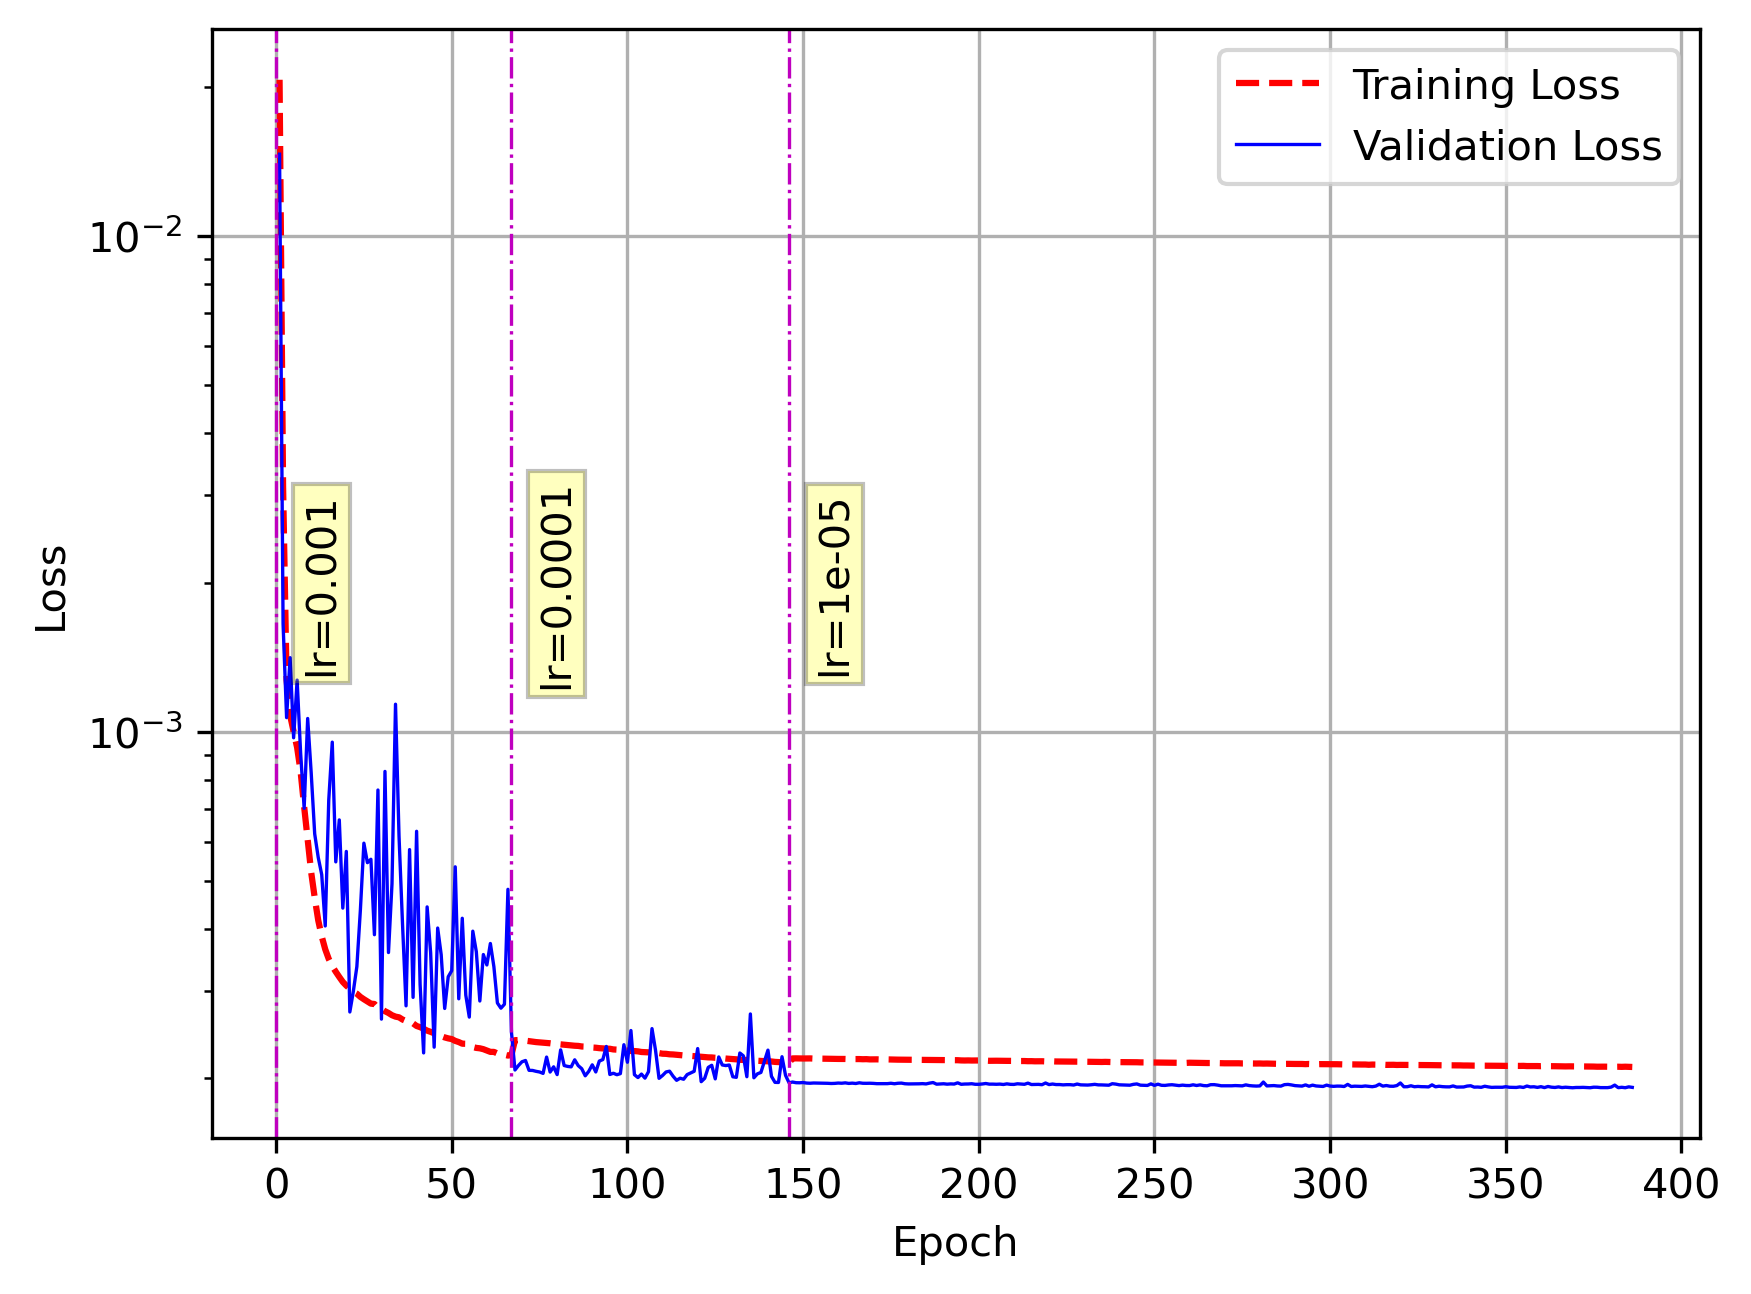 Training Loss
Validation Loss
10⁻²
10⁻³
Loss
lr=0.001
lr=0.0001
lr=1e-05
0 50 100 150 200 250 300 350 400
Epoch